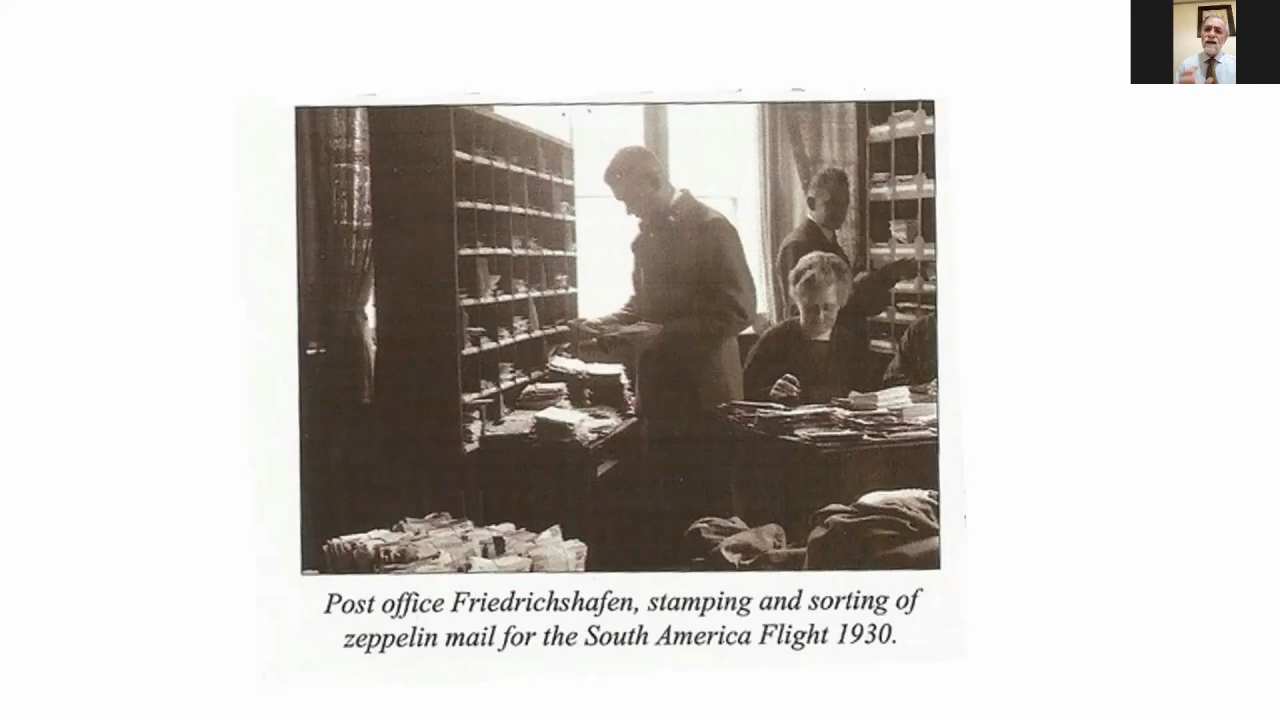 Post office Friedrichshafen, stamping and sorting of
zeppelin mail for the South America Flight 1930.